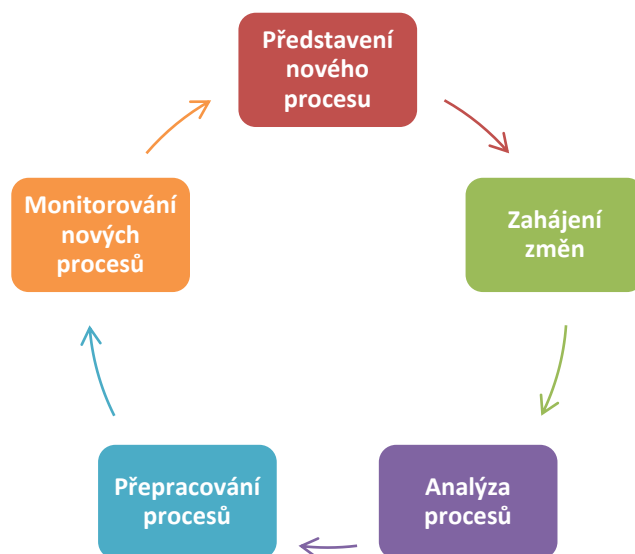 Představení
nového
procesu
Zahájení
změn
Analýza
procesů
Přepracování
procesů
Monitorování
nových
procesů